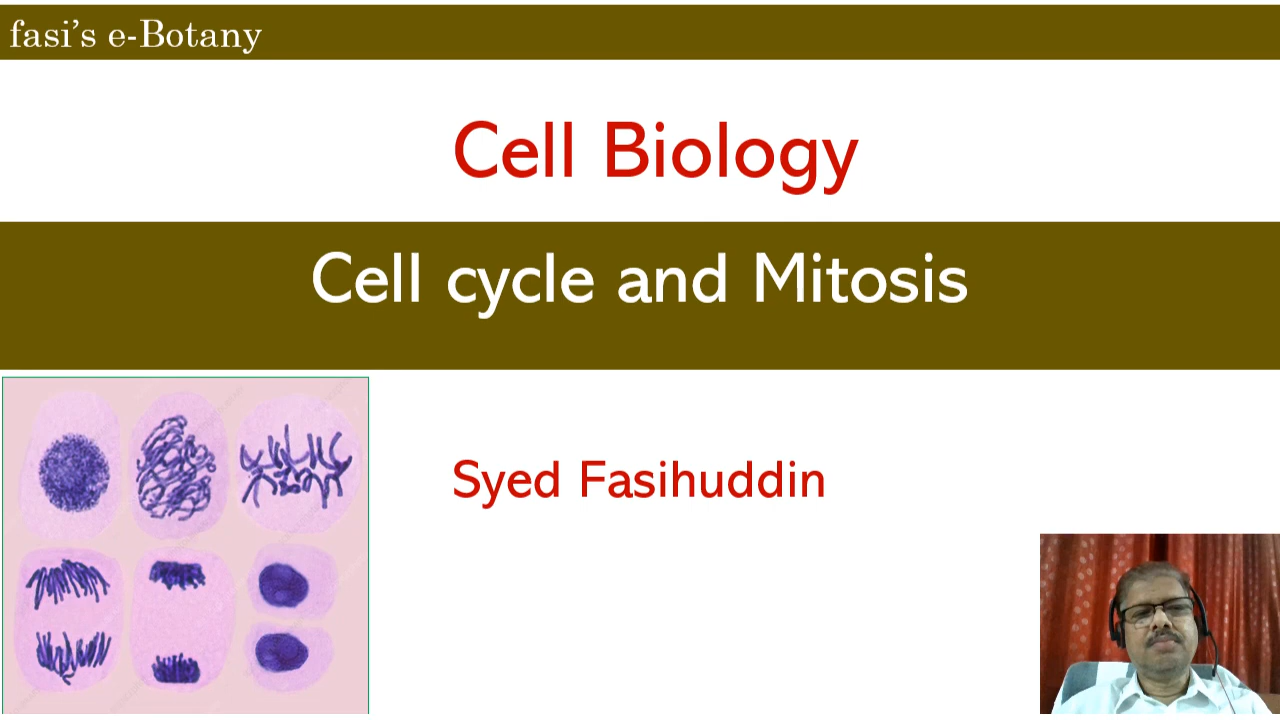 fasi's e-Botany
Cell Biology
Cell cycle and Mitosis
Syed Fasihuddin